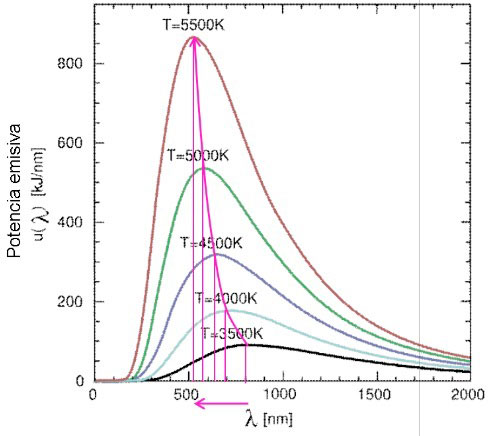 T=5500K
800
600
T=5000K
400
T=4500K
200
T=4000K
T=3500K
0
0
500
1000
1500
2000
λ [nm]
Potencia emisiva
u(λ) [kJ/nm]